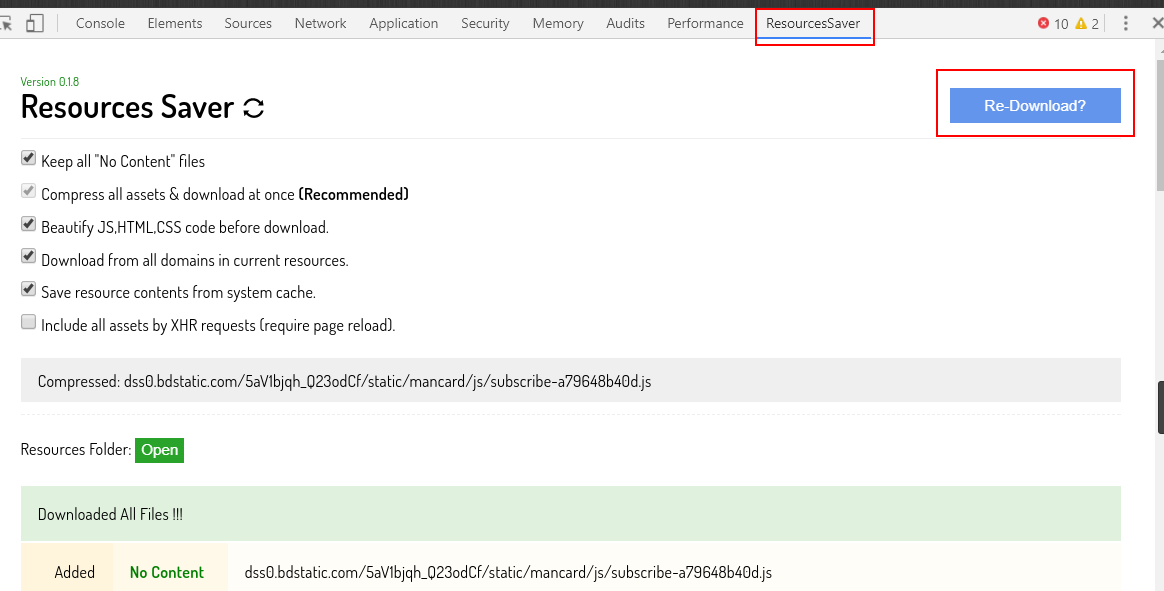 Console Elements Sources Network Application Security Memory Audits Performance ResourcesSaver 10 2
Version 0.1.8
Resources Saver
Re-Download?
Keep all "No Content" files
Compress all assets & download at once (Recommended)
Beautify JS,HTML,CSS code before download.
Download from all domains in current resources.
Save resource contents from system cache.
Include all assets by XHR requests (require page reload).
Compressed: dss0.bdstatic.com/5aV1bjqh_Q23odCf/static/mancard/js/subscribe-a79648b40d.js
Resources Folder: Open
Downloaded All Files !!!
Added No Content dss0.bdstatic.com/5aV1bjqh_Q23odCf/static/mancard/js/subscribe-a79648b40d.js